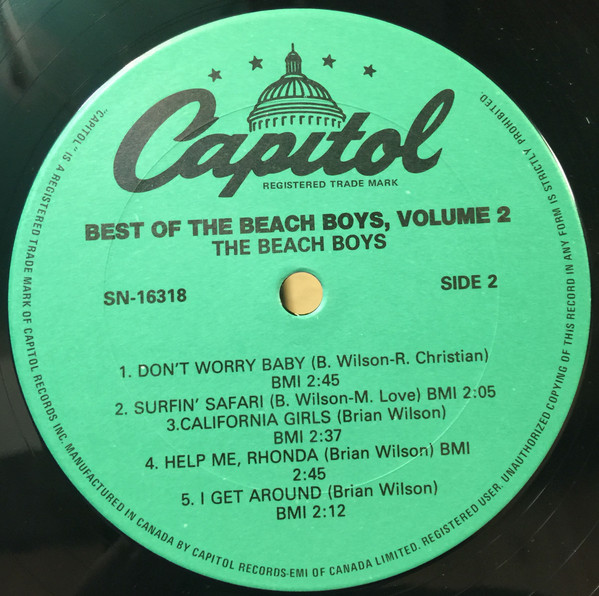 Capitol
REGISTERED TRADE MARK
BEST OF THE BEACH BOYS, VOLUME 2
THE BEACH BOYS
SN-16318
SIDE 2
1. DON'T WORRY BABY (B. Wilson-R. Christian)
BMI 2:45
2. SURFIN' SAFARI (B. Wilson-M. Love) BMI 2:05
3.CALIFORNIA GIRLS (Brian Wilson)
BMI 2:37
4. HELP ME, RHONDA (Brian Wilson) BMI
2:45
5. I GET AROUND (Brian Wilson)
BMI 2:12
"CAPITOL" IS A REGISTERED TRADE MARK OF CAPITOL RECORDS INC. MANUFACTURED IN CANADA BY CAPITOL RECORDS-EMI OF CANADA LIMITED. REGISTERED USER. UNAUTHORIZED COPYING OF THIS RECORD IN ANY FORM IS STRICTLY PROHIBITED.